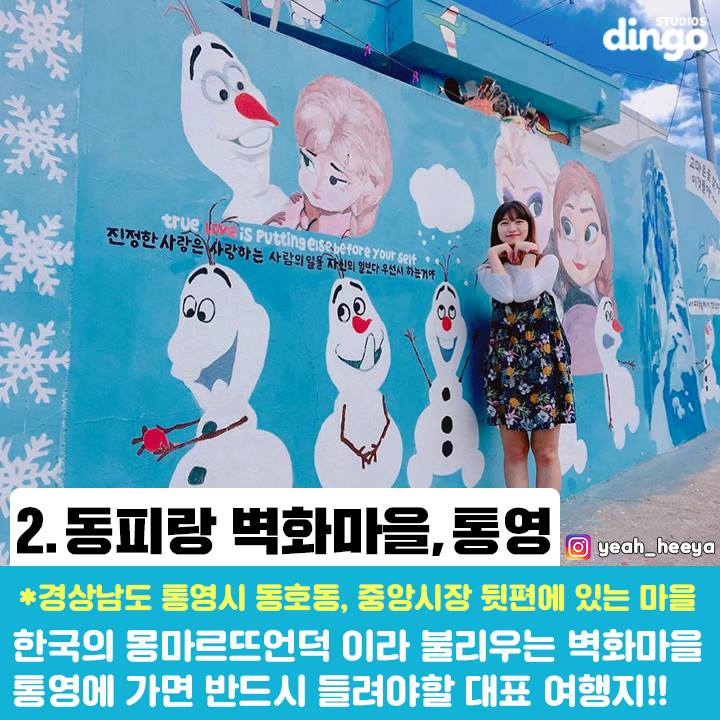 STUDIOS
dingo
true love is putting else before your self
진정한 사랑은 사랑하는 사람의 일을 자신의 일보다 우선시 하는거야
2. 동피랑 벽화마을, 통영
yeah_heeya
*경상남도 통영시 동호동, 중앙시장 뒷편에 있는 마을
한국의 몽마르뜨언덕 이라 불리우는 벽화마을
통영에 가면 반드시 들려야할 대표 여행지!!